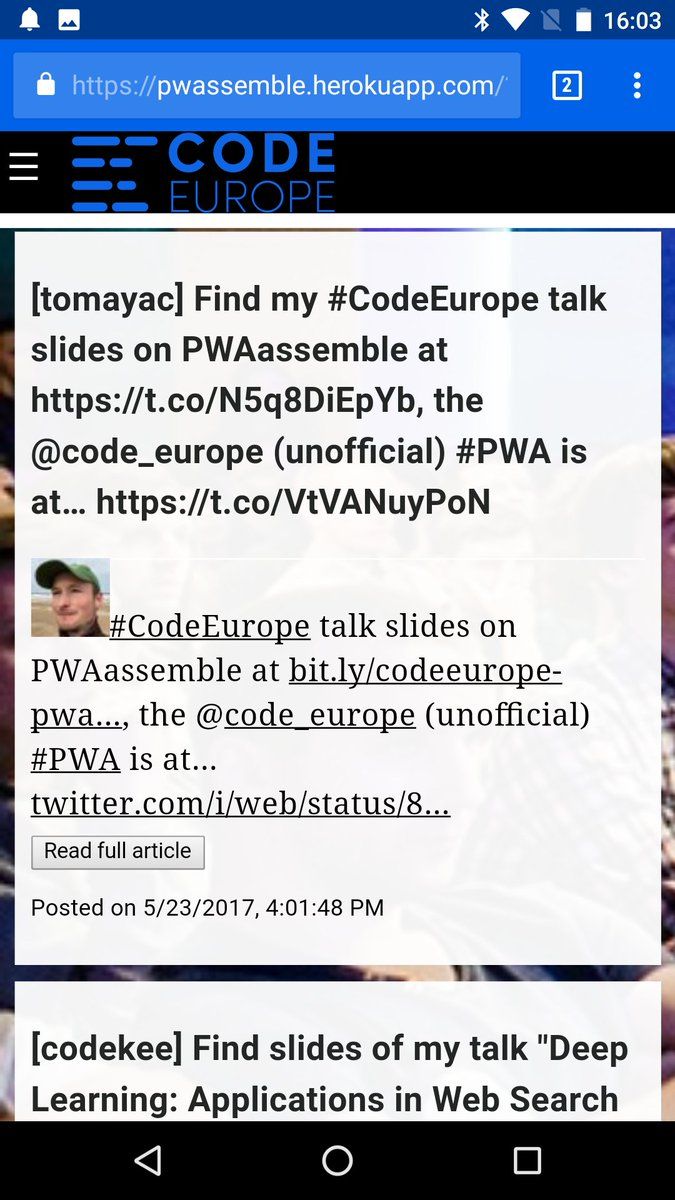 16:03
https://pwassemble.herokuapp.com/
2
CODE
EUROPE
[tomayac] Find my #CodeEurope talk
slides on PWAassemble at
https://t.co/N5q8DiEpYb, the
@code_europe (unofficial) #PWA is
at… https://t.co/VtVANuyPoN
#CodeEurope talk slides on
PWAassemble at bit.ly/codeeurope-
pwa…, the @code_europe (unofficial)
#PWA is at…
twitter.com/i/web/status/8…
Read full article
Posted on 5/23/2017, 4:01:48 PM
[codekee] Find slides of my talk "Deep
Learning: Applications in Web Search